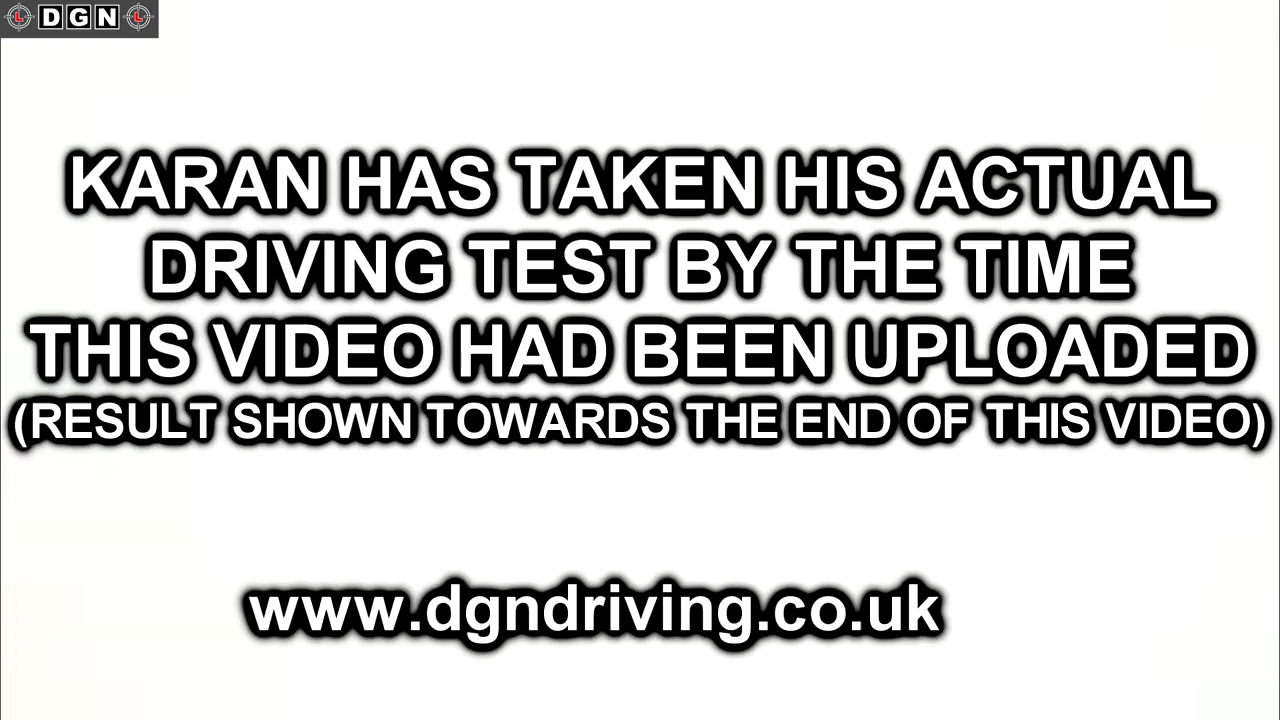 L DGN L
KARAN HAS TAKEN HIS ACTUAL
DRIVING TEST BY THE TIME
THIS VIDEO HAD BEEN UPLOADED
(RESULT SHOWN TOWARDS THE END OF THIS VIDEO)
www.dgndriving.co.uk